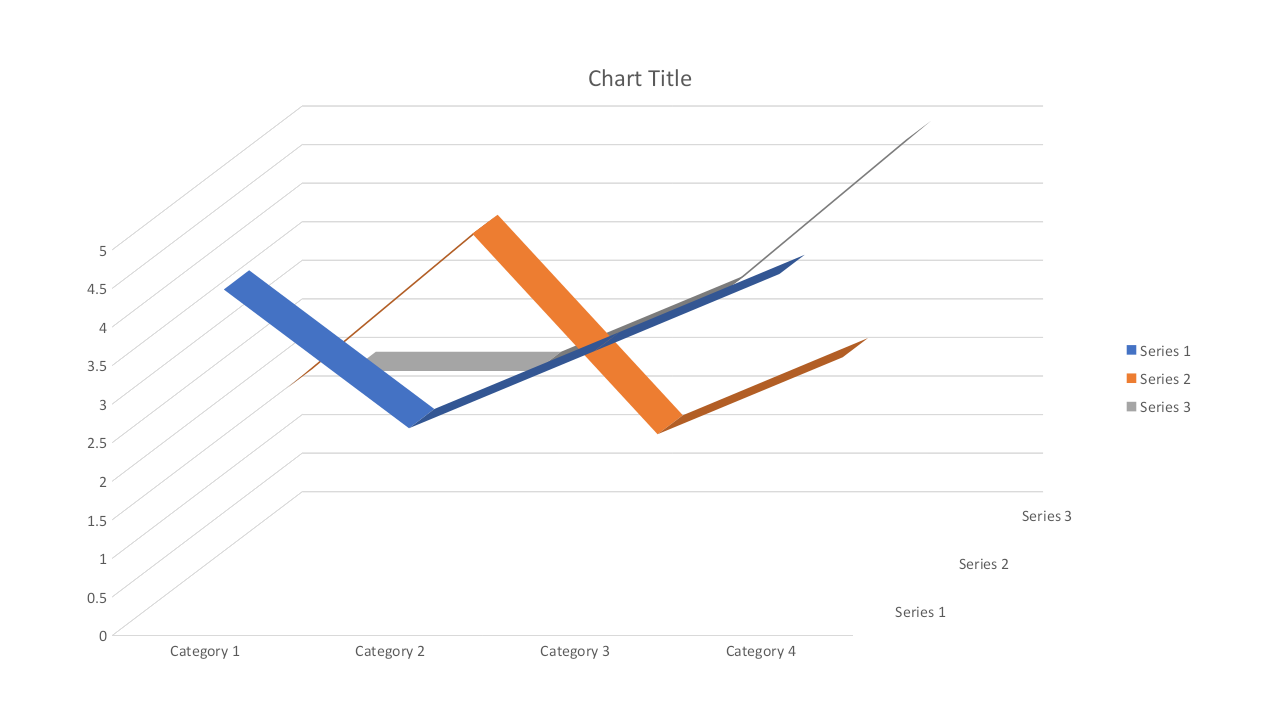 Chart Title
5
4.5
4
3.5
3
2.5
2
1.5
1
0.5
0
Category 1
Category 2
Category 3
Category 4
Series 1
Series 2
Series 3
Series 1
Series 2
Series 3